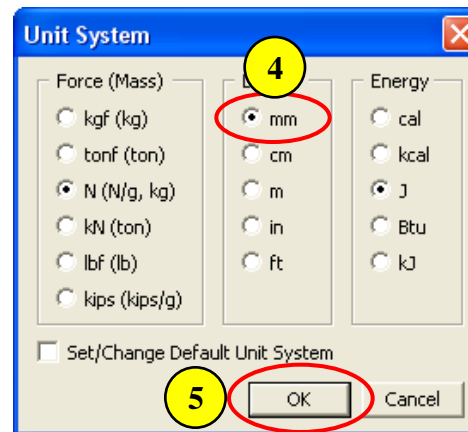 Unit System
4
Force (Mass)
Energy
kgf (kg)
mm
cal
tonf (ton)
cm
kcal
N (N/g, kg)
m
J
kN (ton)
in
Btu
lbf (lb)
ft
kJ
kips (kips/g)
Set/Change Default Unit System
5
OK
Cancel